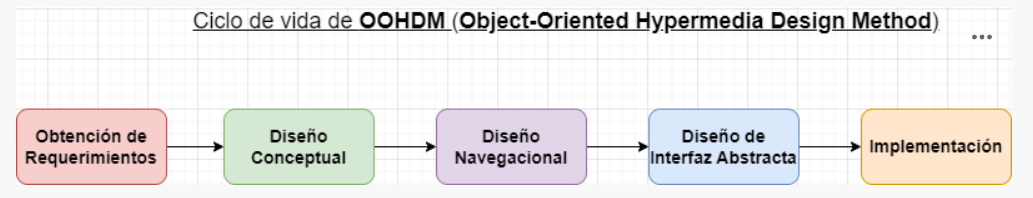 Ciclo de vida de OOHDM (Object-Oriented Hypermedia Design Method)
Obtención de
Requerimientos
Diseño
Conceptual
Diseño
Navegacional
Diseño de
Interfaz Abstracta
Implementación